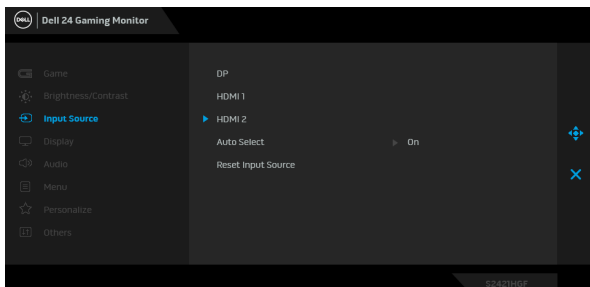 DELL Dell 24 Gaming Monitor
Game
Brightness/Contrast
Input Source
Display
Audio
Menu
Personalize
Others
DP
HDMI 1
HDMI 2
Auto Select On
Reset Input Source
S2421HGF